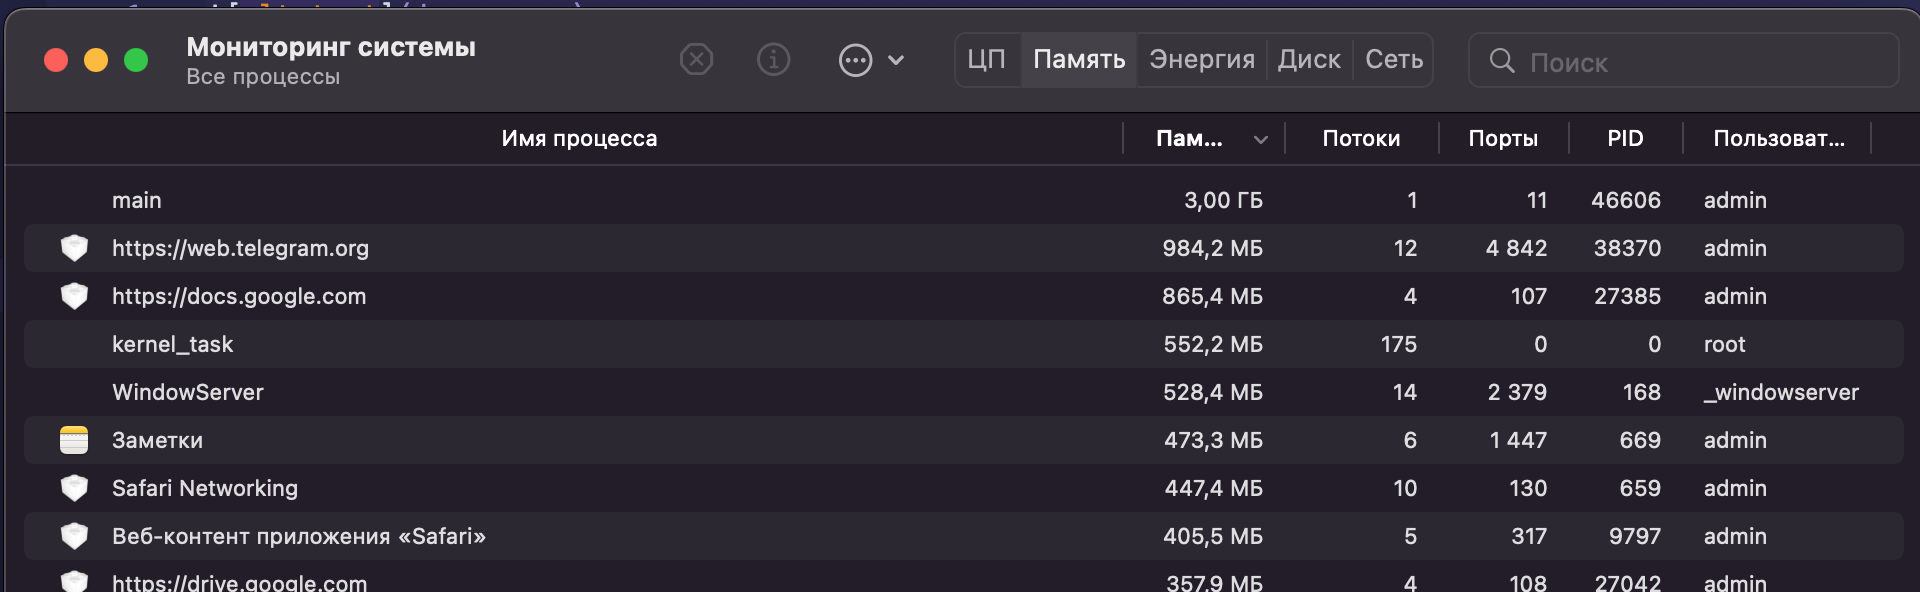 Мониторинг системы
Все процессы
ЦП Память Энергия Диск Сеть
Поиск
Имя процесса Пам... Потоки Порты PID Пользоват...
main 3,00 ГБ 1 11 46606 admin
https://web.telegram.org 984,2 МБ 12 4 842 38370 admin
https://docs.google.com 865,4 МБ 4 107 27385 admin
kernel_task 552,2 МБ 175 0 0 root
WindowServer 528,4 МБ 14 2 379 168 _windowserver
Заметки 473,3 МБ 6 1 447 669 admin
Safari Networking 447,4 МБ 10 130 659 admin
Веб-контент приложения «Safari» 405,5 МБ 5 317 9797 admin
https://drive.google.com 357,9 МБ 4 108 27042 admin